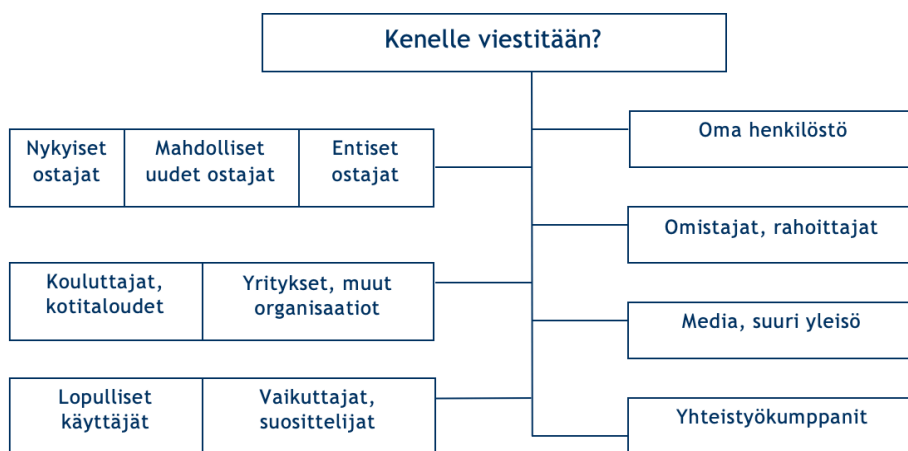 Kenelle viestitään?
Nykyiset
ostajat
Mahdolliset
uudet ostajat
Entiset
ostajat
Kouluttajat,
kotitaloudet
Yritykset, muut
organisaatiot
Lopulliset
käyttäjät
Vaikuttajat,
suosittelijat
Oma henkilöstö
Omistajat, rahoittajat
Media, suuri yleisö
Yhteistyökumppanit